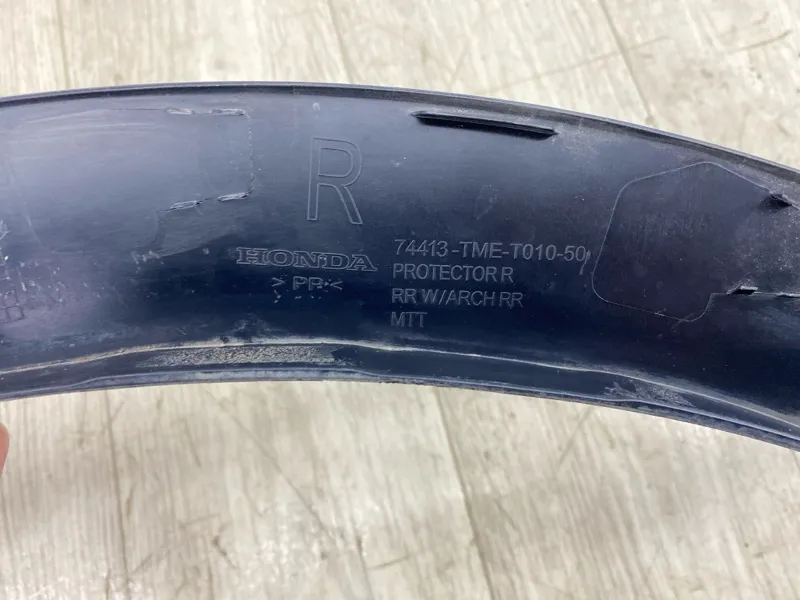 R
HONDA
>PP<
74413-TME-T010-50
PROTECTOR R
RR W/ARCH RR
MTT